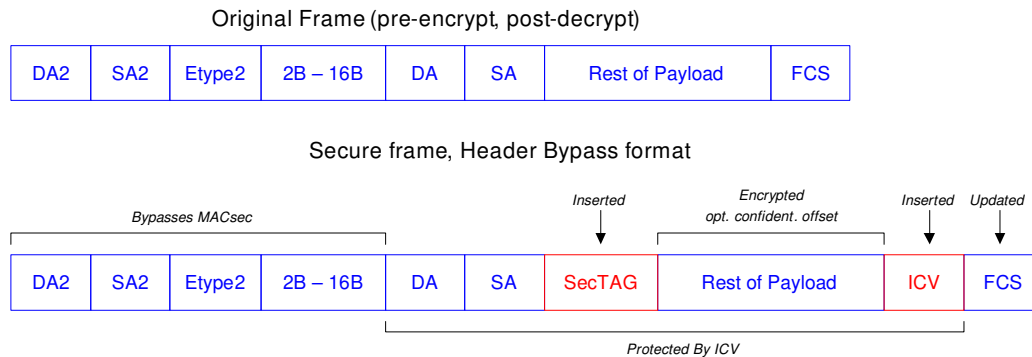 Original Frame (pre-encrypt, post-decrypt)
DA2 SA2 Etype2 2B – 16B DA SA Rest of Payload FCS
Secure frame, Header Bypass format
Bypasses MACsec
Inserted
Encrypted
opt. confident. offset
Inserted
Updated
DA2 SA2 Etype2 2B – 16B DA SA SecTAG Rest of Payload ICV FCS
Protected By ICV